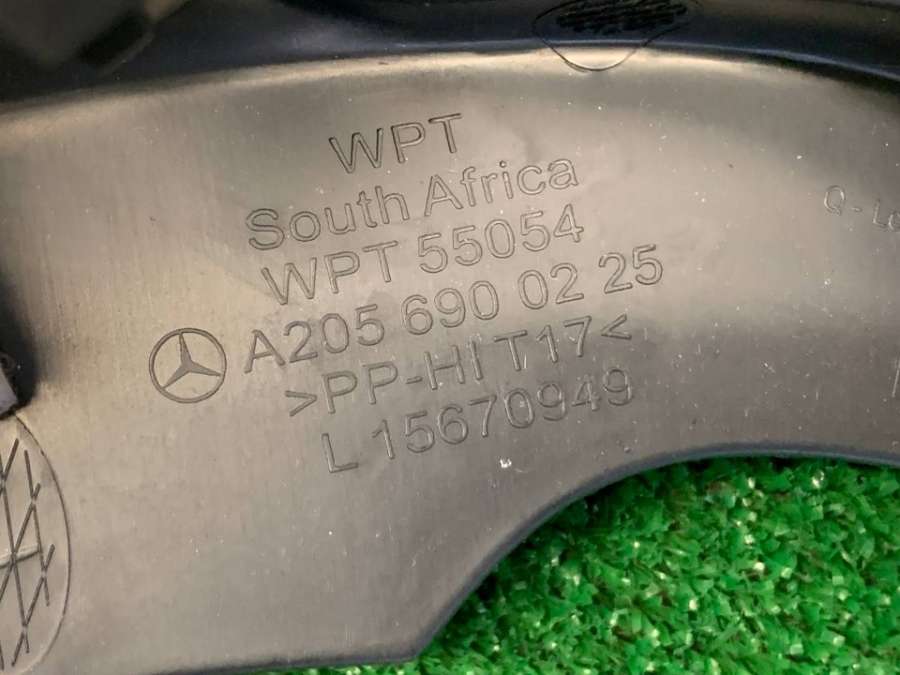 WPT
South Africa
WPT 55054
A205 690 02 25
>PP-HI T17<
L 15670949
Q-